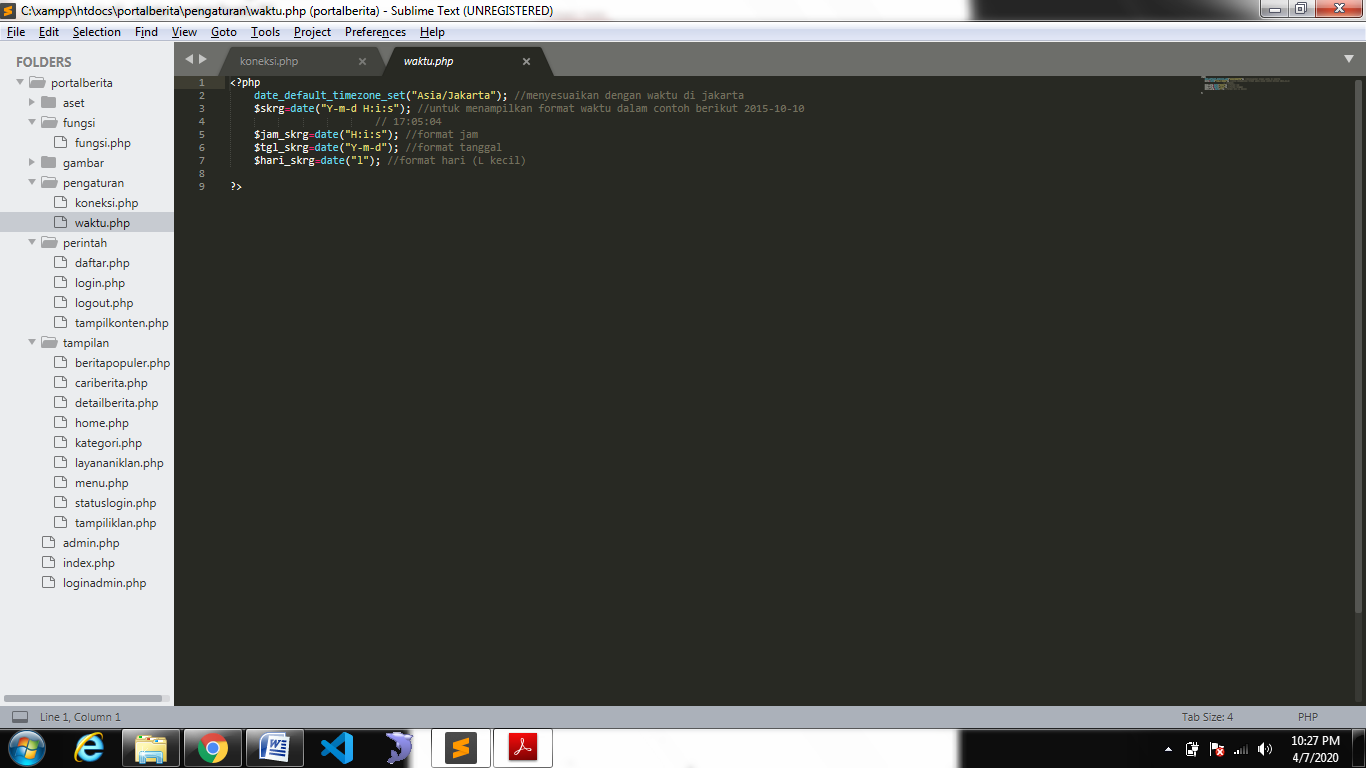 C:\xampp\htdocs\portalberita\pengaturan\waktu.php (portalberita) - Sublime Text (UNREGISTERED)
File Edit Selection Find View Goto Tools Project Preferences Help
FOLDERS
portalberita
aset
fungsi
fungsi.php
gambar
pengaturan
koneksi.php
waktu.php
perintah
daftar.php
login.php
logout.php
tampilkonten.php
tampilan
beritapopuler.php
cariberita.php
detailberita.php
home.php
kategori.php
layananiklan.php
menu.php
statuslogin.php
tampiliklan.php
admin.php
index.php
loginadmin.php
koneksi.php waktu.php
1 <?php
2 date_default_timezone_set("Asia/Jakarta"); //menyesuaikan dengan waktu di jakarta
3 $skrg=date("Y-m-d H:i:s"); //untuk menampilkan format waktu dalam contoh berikut 2015-10-10
4 // 17:05:04
5 $jam_skrg=date("H:i:s"); //format jam
6 $tgl_skrg=date("Y-m-d"); //format tanggal
7 $hari_skrg=date("l"); //format hari (L kecil)
8
9 ?>
Line 1, Column 1 Tab Size: 4 PHP
10:27 PM
4/7/2020